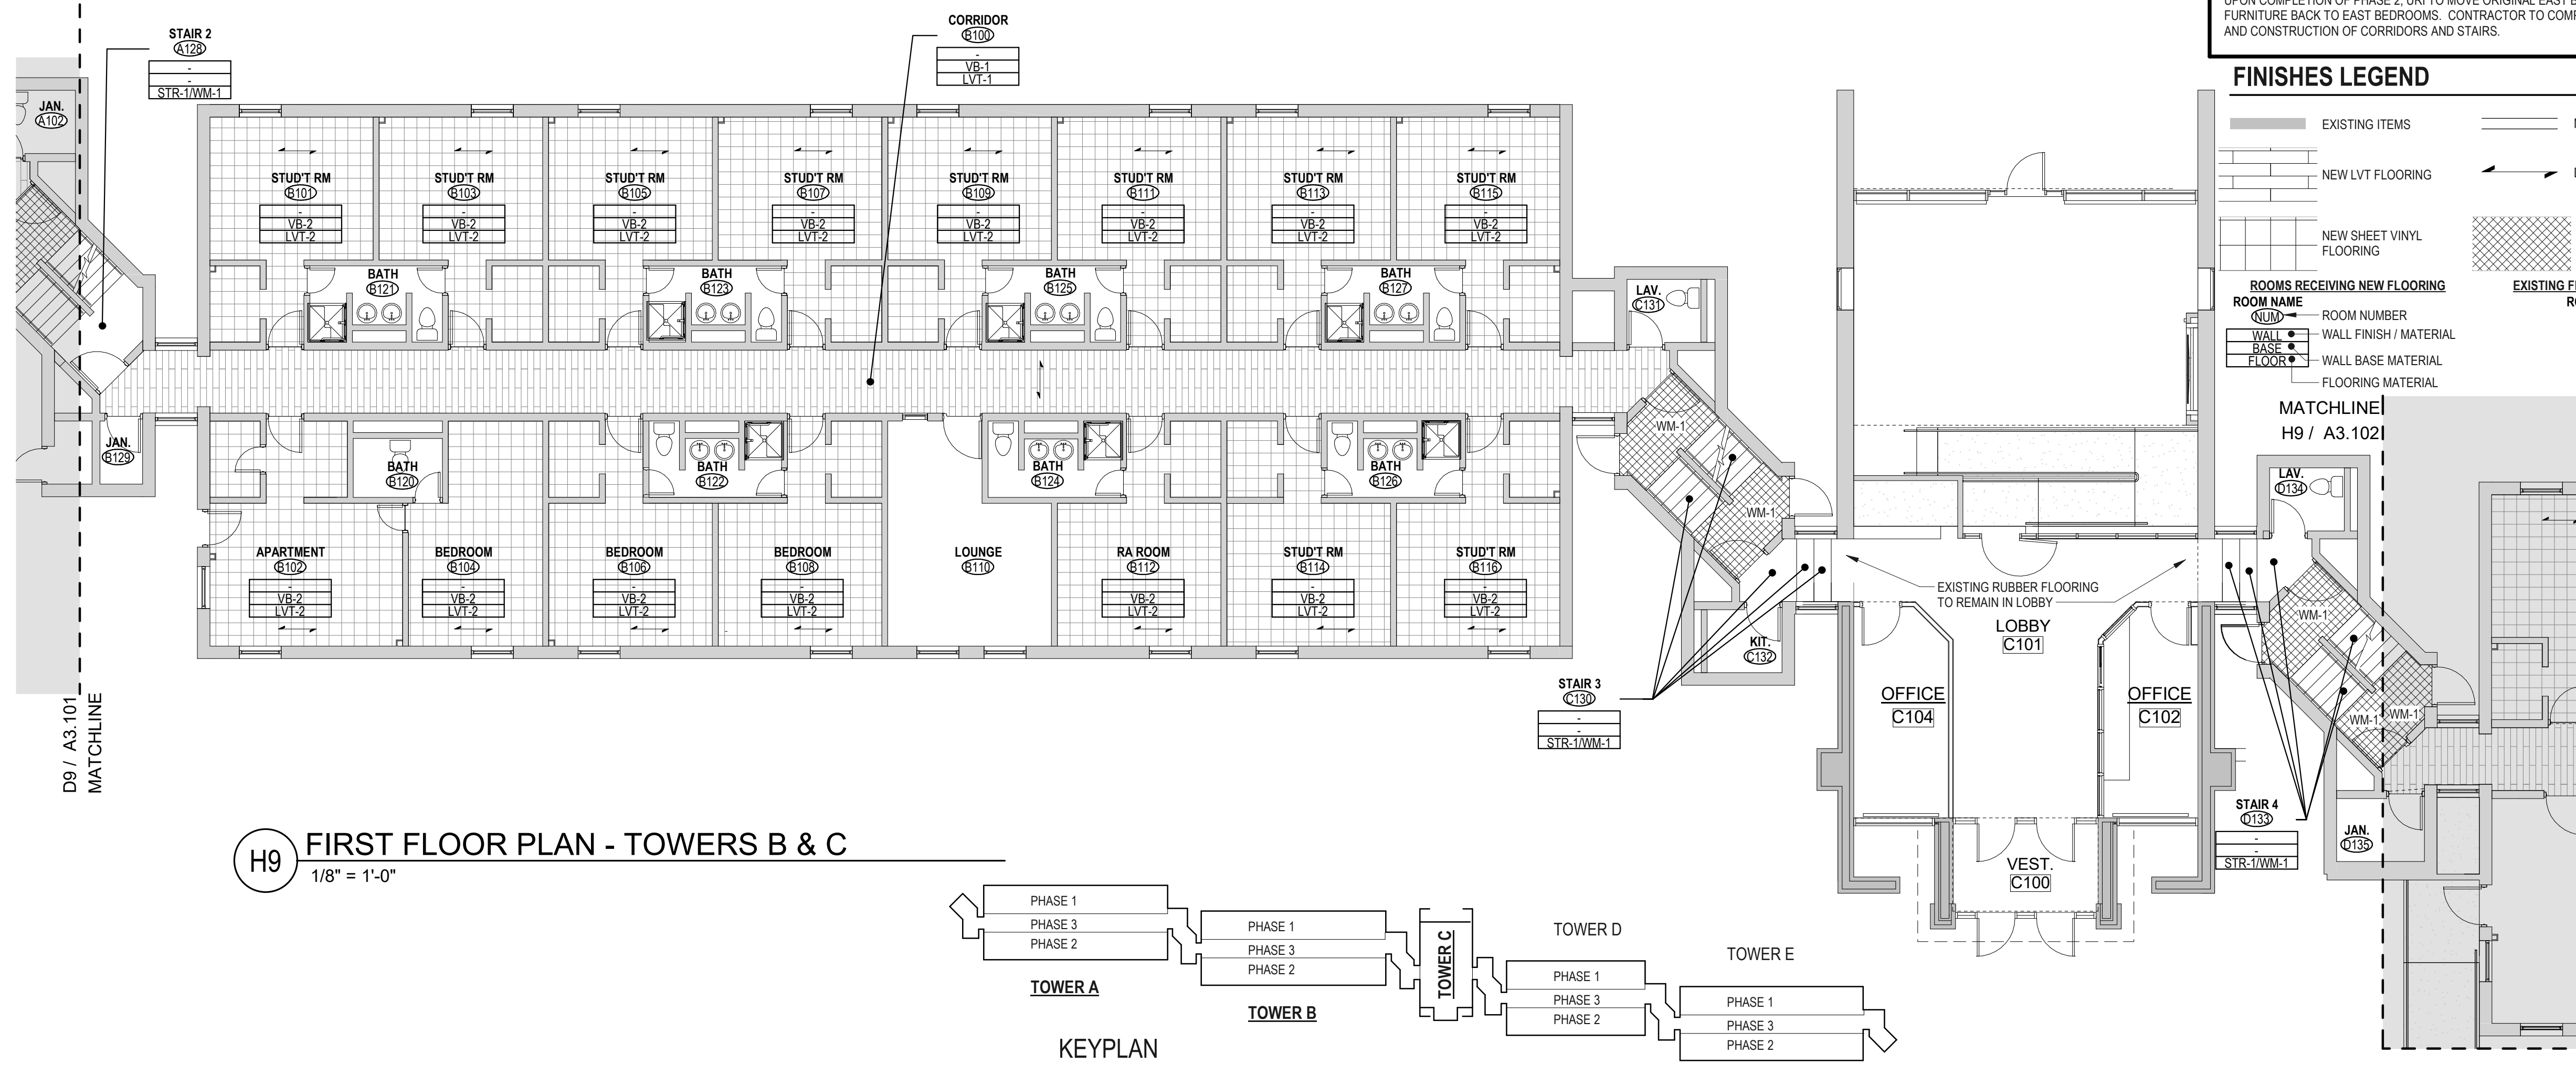 UPON COMPLETION OF PHASE 2, URI TO MOVE ORIGINAL EAST
FURNITURE BACK TO EAST BEDROOMS. CONTRACTOR TO
AND CONSTRUCTION OF CORRIDORS AND STAIRS.
FINISHES LEGEND
EXISTING ITEMS
NEW LVT FLOORING
NEW SHEET VINYL
FLOORING
ROOMS RECEIVING NEW FLOORING
EXISTING
ROOM NAME
NUM
ROOM NUMBER
WALL
WALL FINISH / MATERIAL
BASE
WALL BASE MATERIAL
FLOOR
FLOORING MATERIAL
MATCHLINE
H9 / A3.102
STAIR 2
A128
-
-
STR-1/WM-1
CORRIDOR
B100
-
VB-1
LVT-1
JAN.
A102
STUD'T RM
B101
-
VB-2
LVT-2
STUD'T RM
B103
-
VB-2
LVT-2
STUD'T RM
B105
-
VB-2
LVT-2
STUD'T RM
B107
-
VB-2
LVT-2
STUD'T RM
B109
-
VB-2
LVT-2
STUD'T RM
B111
-
VB-2
LVT-2
STUD'T RM
B113
-
VB-2
LVT-2
STUD'T RM
B115
-
VB-2
LVT-2
BATH
B121
BATH
B123
BATH
B125
BATH
B127
LAV.
C131
JAN.
B129
BATH
B120
BATH
B122
BATH
B124
BATH
B126
WM-1
WM-1
APARTMENT
B102
-
VB-2
LVT-2
BEDROOM
B104
-
VB-2
LVT-2
BEDROOM
B106
-
VB-2
LVT-2
BEDROOM
B108
-
VB-2
LVT-2
LOUNGE
B110
RA ROOM
B112
-
VB-2
LVT-2
STUD'T RM
B114
-
VB-2
LVT-2
STUD'T RM
B116
-
VB-2
LVT-2
KIT.
C132
STAIR 3
C130
-
-
STR-1/WM-1
EXISTING RUBBER FLOORING
TO REMAIN IN LOBBY
LOBBY
C101
OFFICE
C104
OFFICE
C102
VEST.
C100
LAV.
D134
WM-1
WM-1
WM-1
STAIR 4
D133
-
-
STR-1/WM-1
JAN.
D135
D9 / A3.101
MATCHLINE
H9
FIRST FLOOR PLAN - TOWERS B & C
1/8" = 1'-0"
PHASE 1
PHASE 3
PHASE 2
TOWER A
PHASE 1
PHASE 3
PHASE 2
TOWER B
TOWER C
TOWER D
PHASE 1
PHASE 3
PHASE 2
TOWER E
PHASE 1
PHASE 3
PHASE 2
KEYPLAN